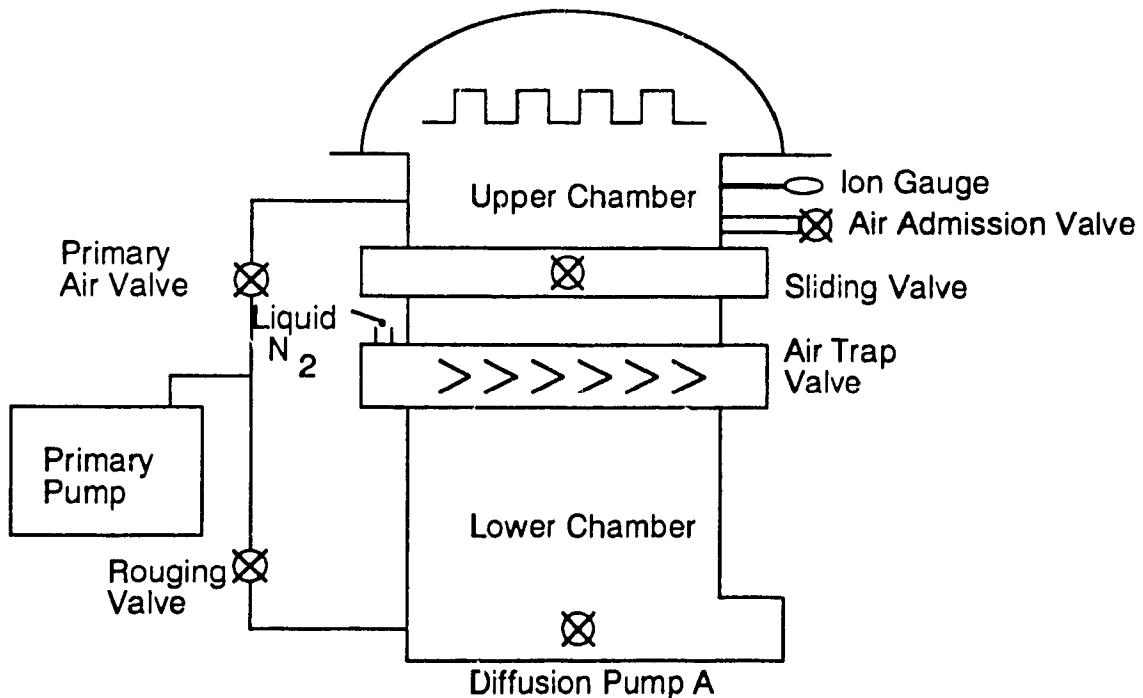 Upper Chamber
Ion Gauge
Air Admission Valve
Primary
Air Valve
Sliding Valve
Liquid
N 2
Air Trap
Valve
Primary
Pump
Lower Chamber
Rouging
Valve
Diffusion Pump A